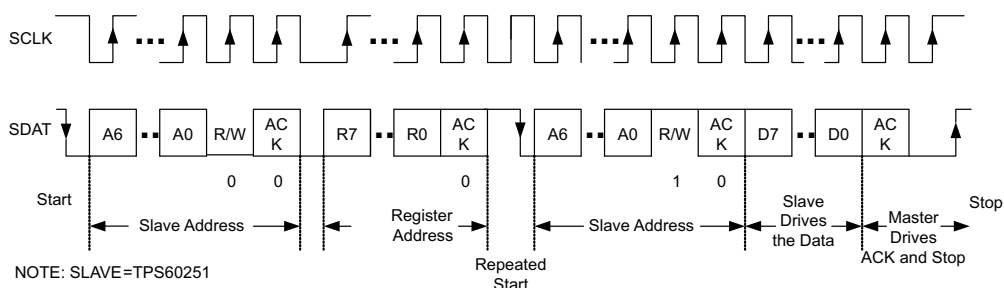 SCLK
SDAT A6 A0 R/W AC K R7 R0 AC K A6 A0 R/W AC K D7 D0 AC K
0 0 0 1 0
Start Slave Address Register Address Slave Address Slave Drives the Data Master Drives ACK and Stop Stop
Repeated Start
NOTE: SLAVE=TPS60251